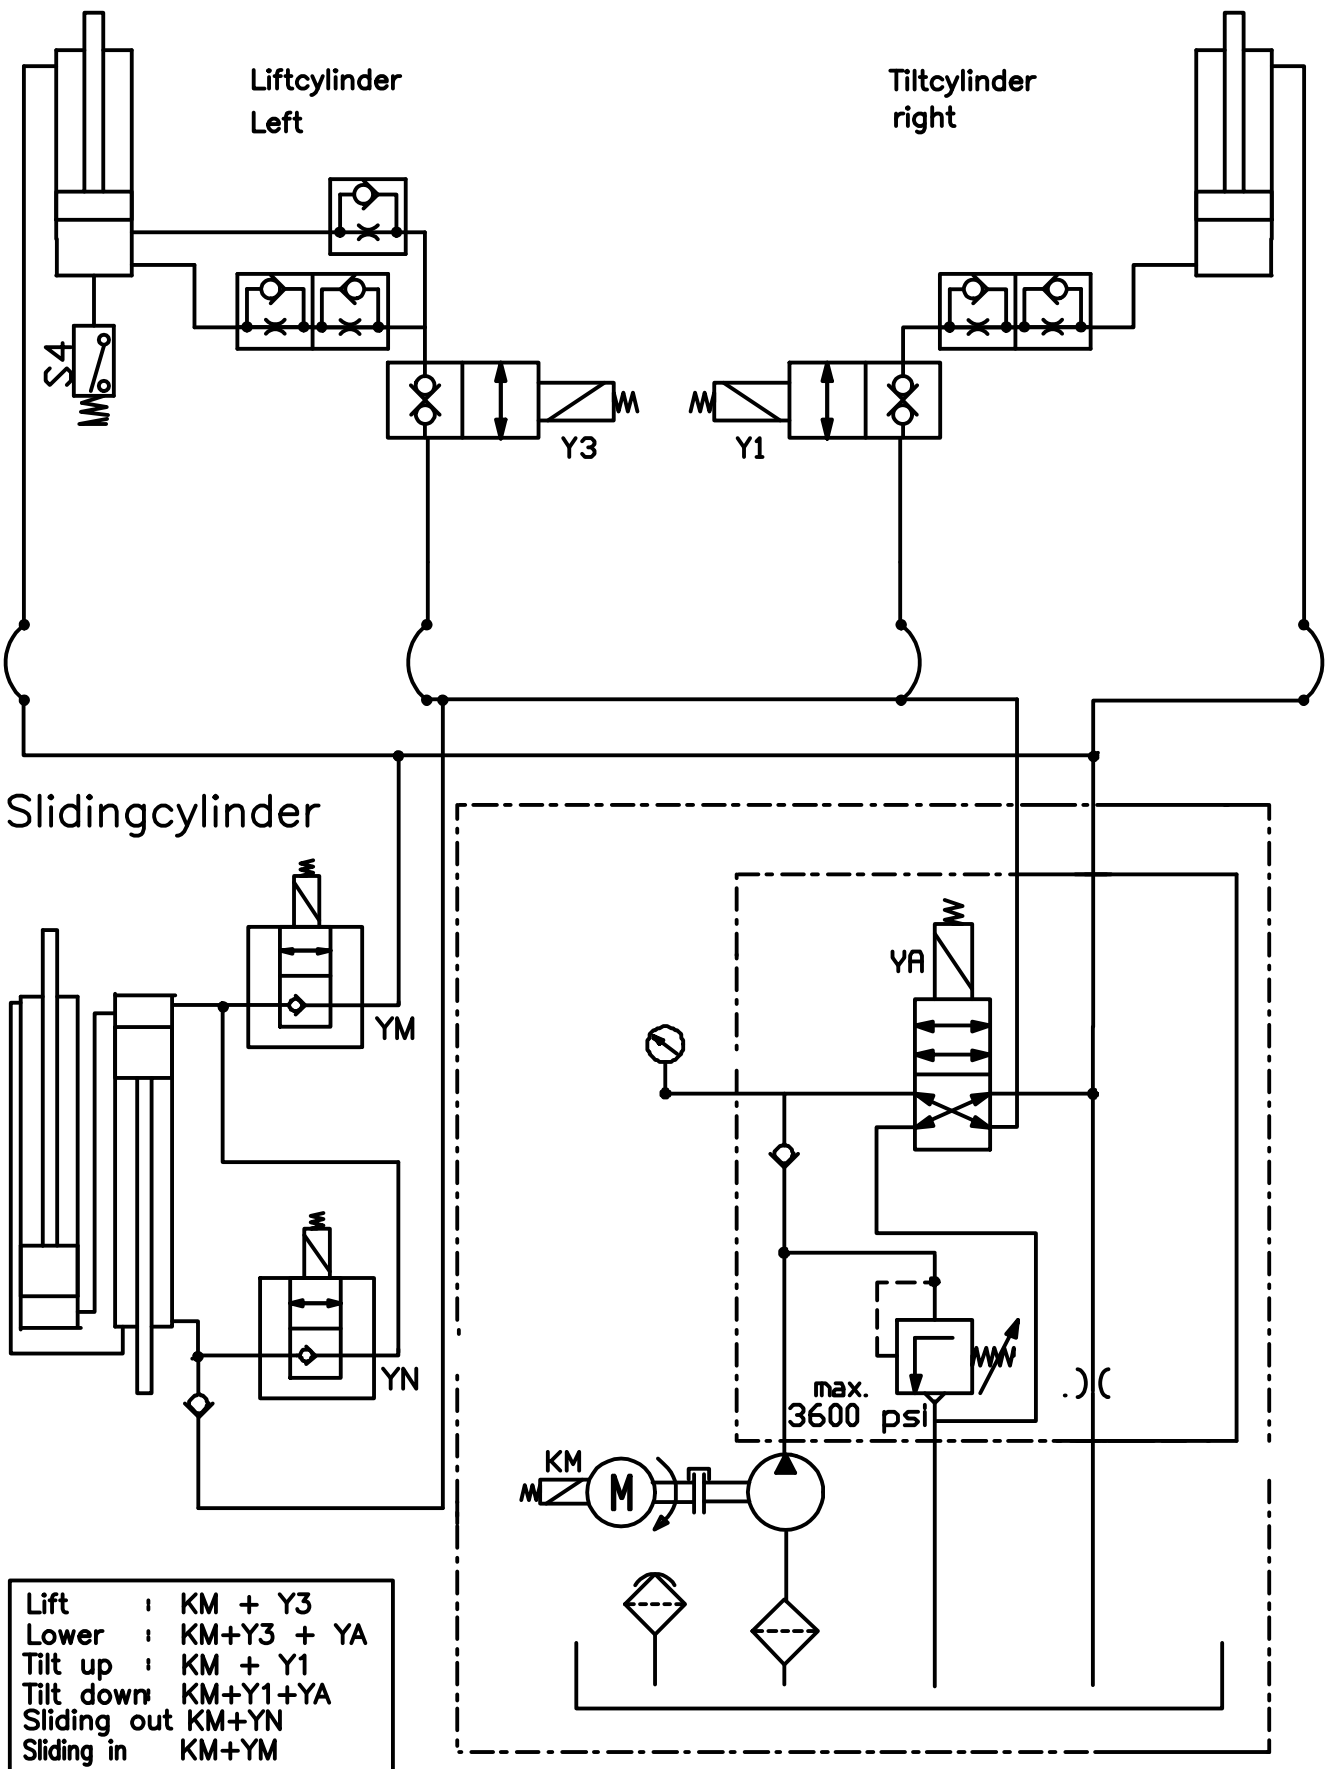 Liftcylinder
Left
Tiltcylinder
right
S4
Y3
Y1
Slidingcylinder
YM
YN
YA
max.
3600 psi
KM
M
Lift : KM + Y3
Lower : KM+Y3 + YA
Tilt up : KM + Y1
Tilt down: KM+Y1+YA
Sliding out KM+YN
Sliding in KM+YM